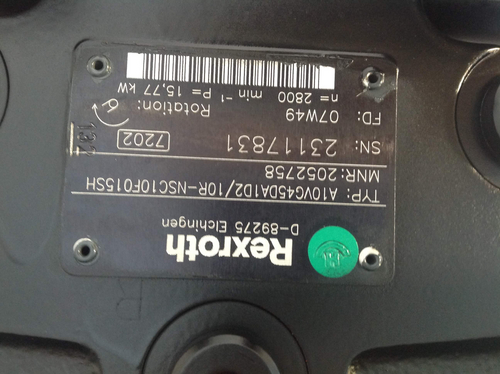 Rexroth
D-89275 Elchingen
TYP: A10VG45DA1D2/10R-NSC10F015SH
MNR: 2052758
SN: 23117831 7202
FD: 07W49 Rotation:
n= 2800 min⁻¹ P= 15,77 kW